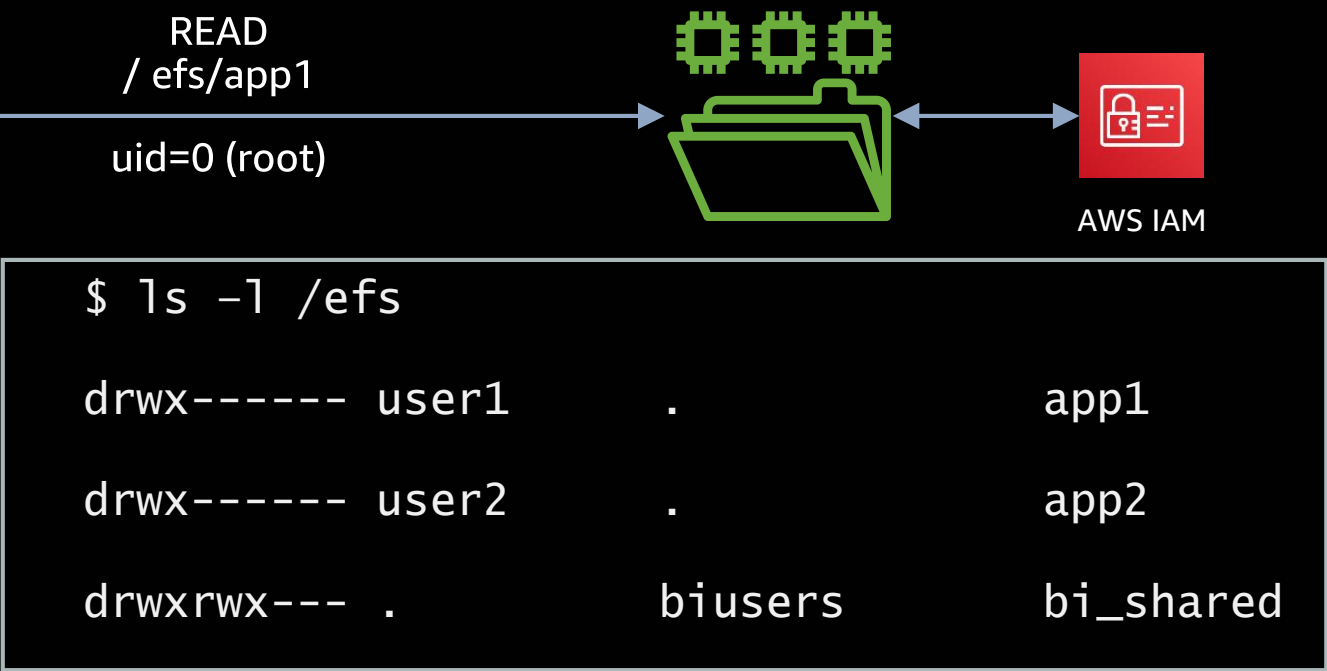 READ
/ efs/app1
uid=0 (root)
AWS IAM
$ ls –l /efs
drwx------ user1 . app1
drwx------ user2 . app2
drwxrwx--- . biusers bi_shared